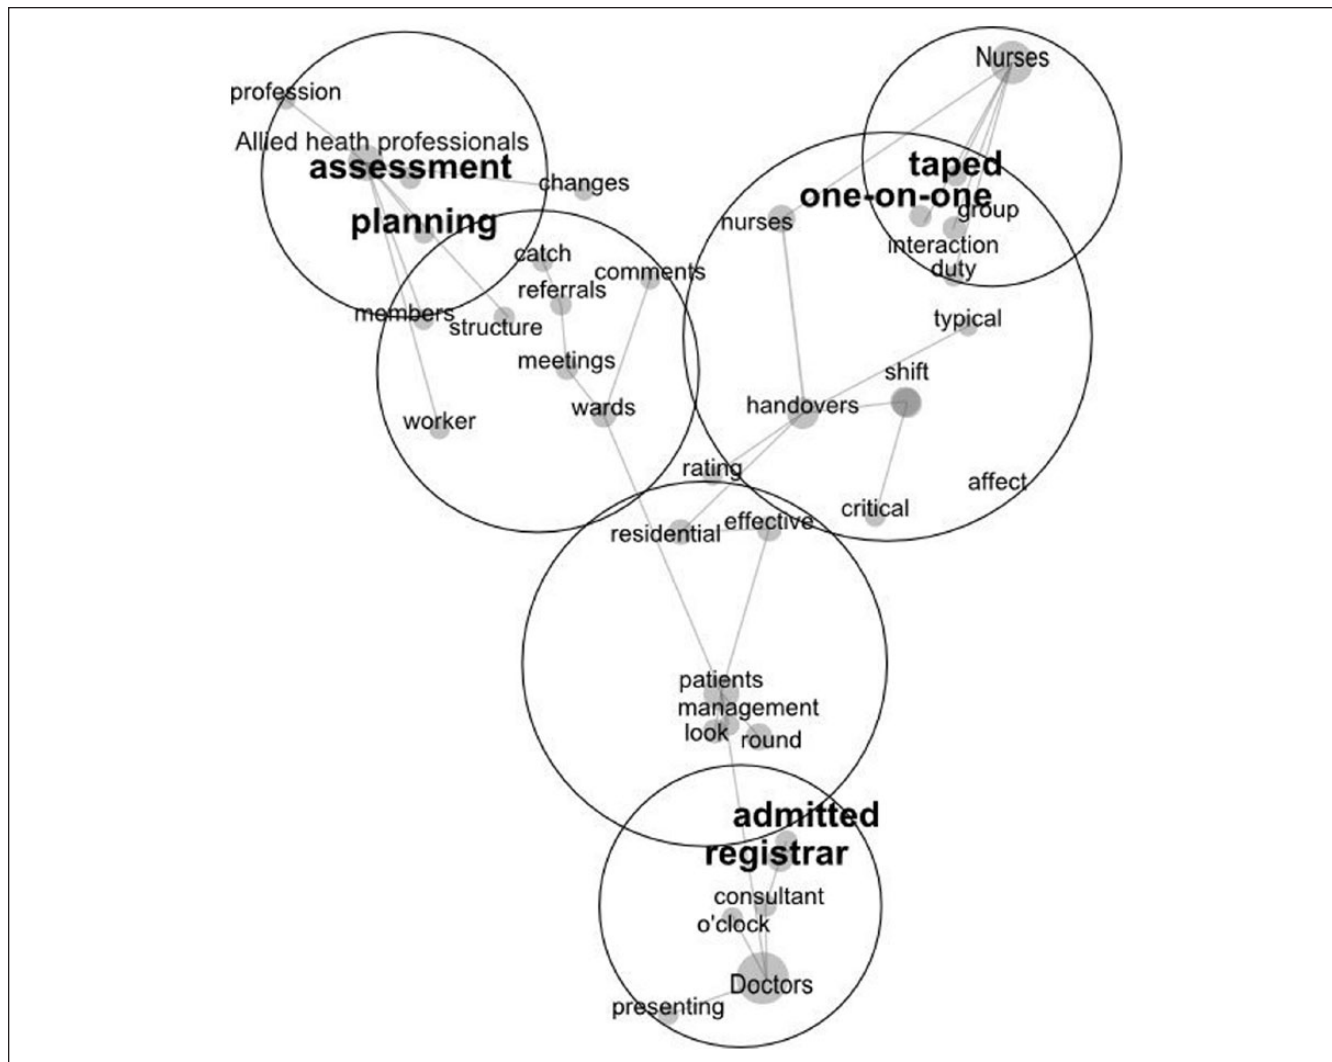 Nurses
profession
Allied heath professionals
assessment
taped
changes
one-on-one
group
planning
nurses
interaction
catch
duty
comments
referrals
members
structure
typical
meetings
shift
wards
handovers
worker
rating
affect
critical
effective
residential
patients
management
look
round
admitted
registrar
consultant
o'clock
Doctors
presenting